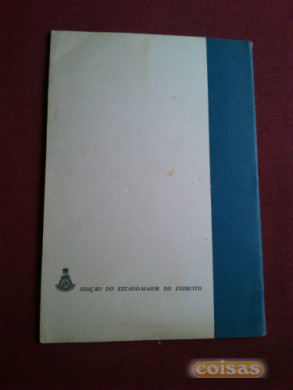 EDIÇÃO DO ESTADO-MAIOR DO EXÉRCITO
coisas